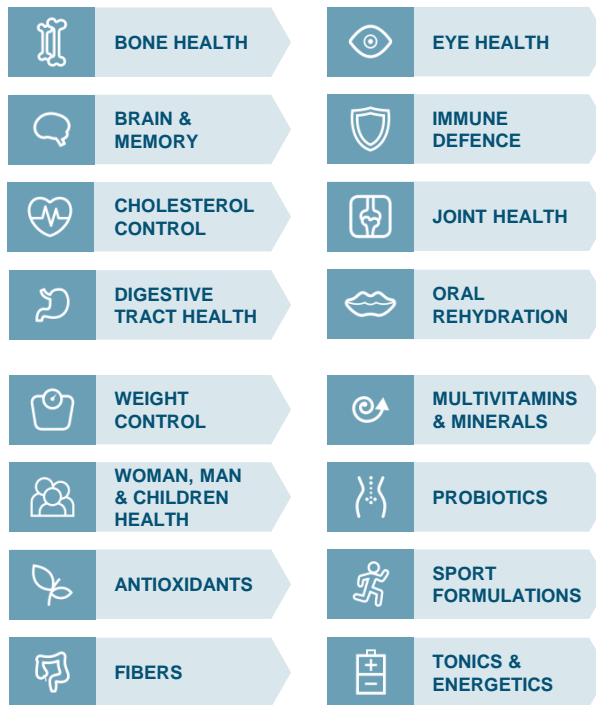 BONE HEALTH
EYE HEALTH
BRAIN &
MEMORY
IMMUNE
DEFENCE
CHOLESTEROL
CONTROL
JOINT HEALTH
DIGESTIVE
TRACT HEALTH
ORAL
REHYDRATION
WEIGHT
CONTROL
MULTIVITAMINS
& MINERALS
WOMAN, MAN
& CHILDREN
HEALTH
PROBIOTICS
ANTIOXIDANTS
SPORT
FORMULATIONS
FIBERS
TONICS &
ENERGETICS